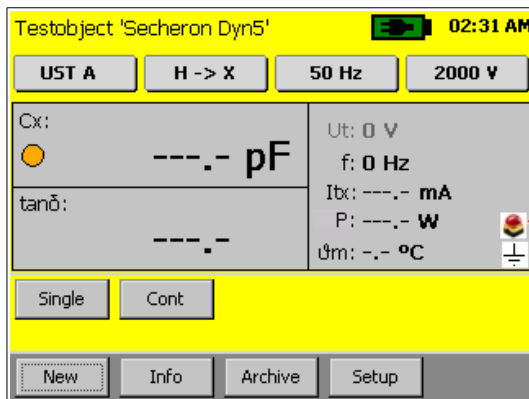 Testobject 'Secheron Dyn5' 02:31 AM
UST A H -> X 50 Hz 2000 V
Cx:
---.- pF
tanδ:
---.-
Ut: 0 V
f: 0 Hz
Itx: ---.- mA
P: ---.- W
ϑm: -.- ºC
Single Cont
New Info Archive Setup